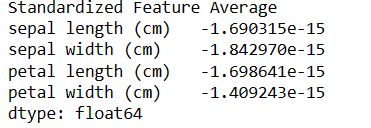 Standardized Feature Average
sepal length (cm)   -1.690315e-15
sepal width (cm)    -1.842970e-15
petal length (cm)   -1.698641e-15
petal width (cm)    -1.409243e-15
dtype: float64